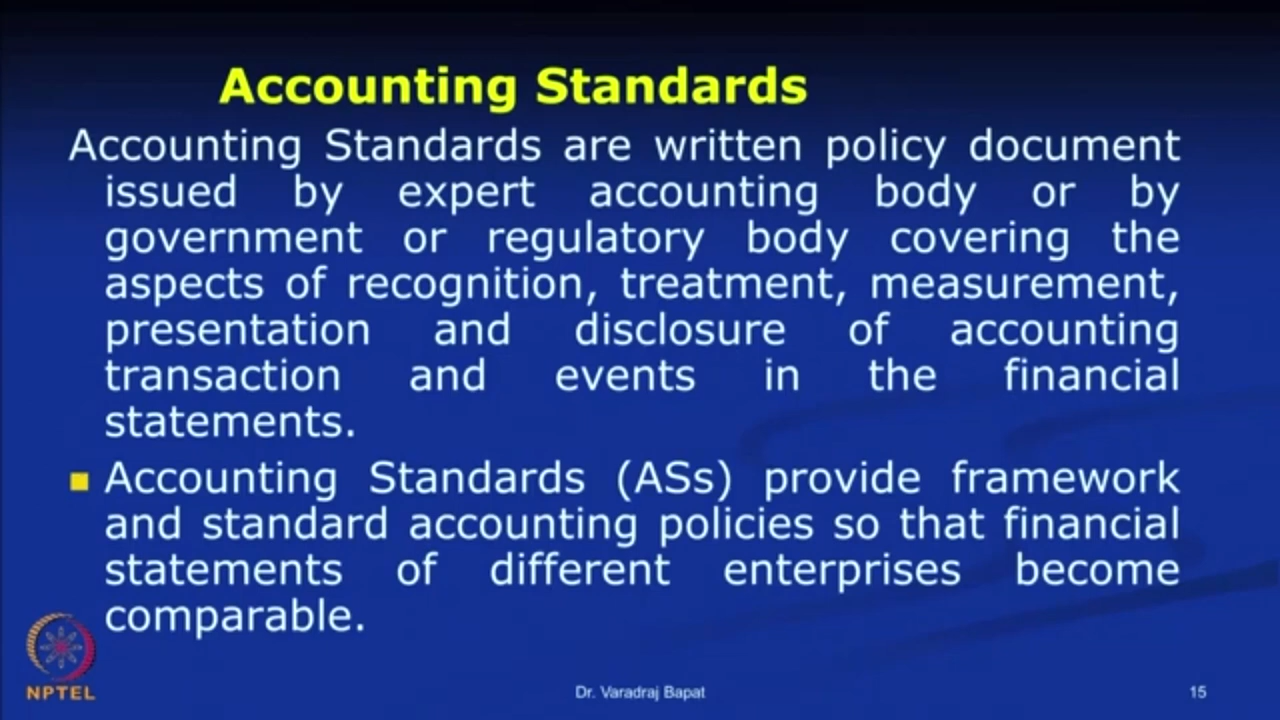 Accounting Standards
Accounting Standards are written policy document
issued by expert accounting body or by
government or regulatory body covering the
aspects of recognition, treatment, measurement,
presentation and disclosure of accounting
transaction and events in the financial
statements.
Accounting Standards (ASs) provide framework
and standard accounting policies so that financial
statements of different enterprises become
comparable.
NPTEL
Dr. Varadraj Bapat
15